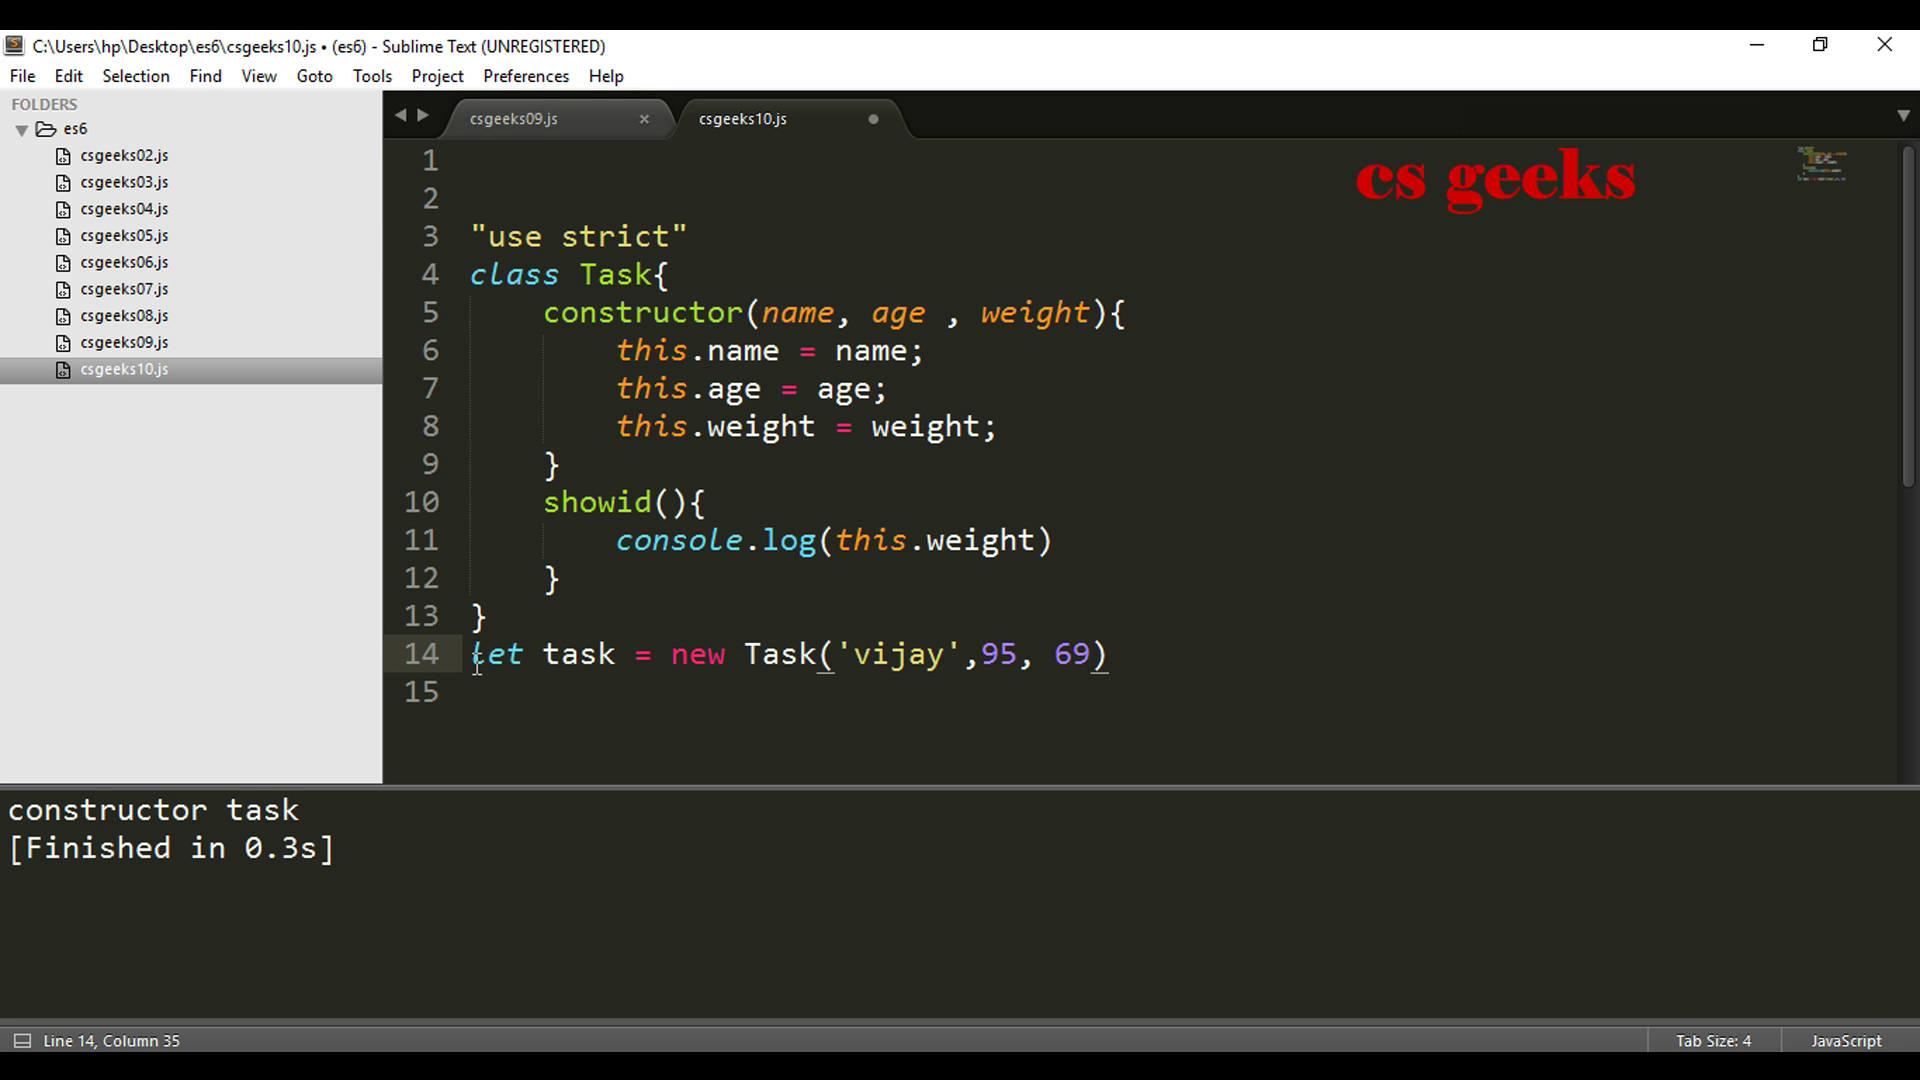 C:\Users\hp\Desktop\es6\csgeeks10.js • (es6) - Sublime Text (UNREGISTERED)
File Edit Selection Find View Goto Tools Project Preferences Help
FOLDERS
es6
csgeeks02.js
csgeeks03.js
csgeeks04.js
csgeeks05.js
csgeeks06.js
csgeeks07.js
csgeeks08.js
csgeeks09.js
csgeeks10.js
csgeeks09.js × csgeeks10.js
cs geeks
1
2
3 "use strict"
4 class Task{
5     constructor(name, age , weight){
6         this.name = name;
7         this.age = age;
8         this.weight = weight;
9     }
10     showid(){
11         console.log(this.weight)
12     }
13 }
14 let task = new Task('vijay',95, 69)
15
constructor task
[Finished in 0.3s]
Line 14, Column 35 Tab Size: 4 JavaScript